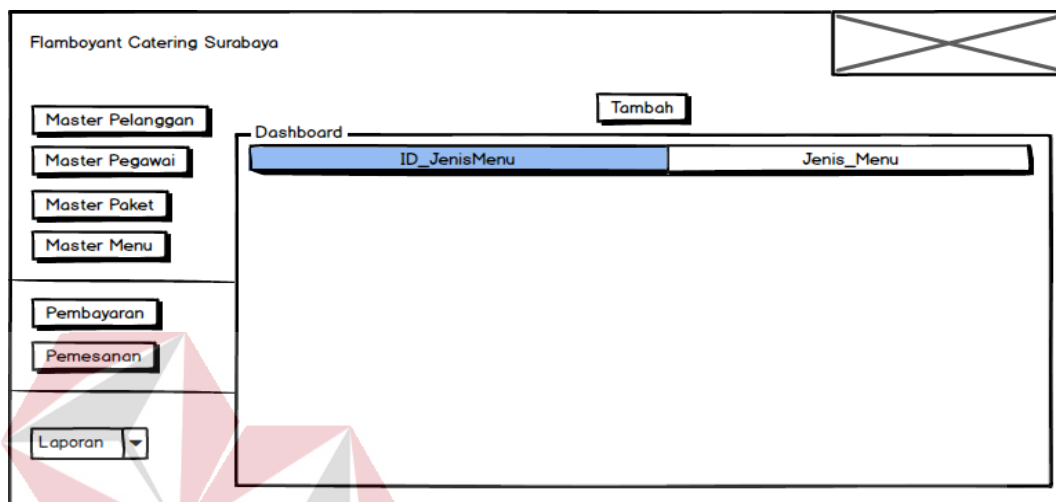 Flamboyant Catering Surabaya
Tambah
Master Pelanggan
Master Pegawai
Master Paket
Master Menu
Pembayaran
Pemesanan
Laporan
Dashboard
ID_JenisMenu Jenis_Menu